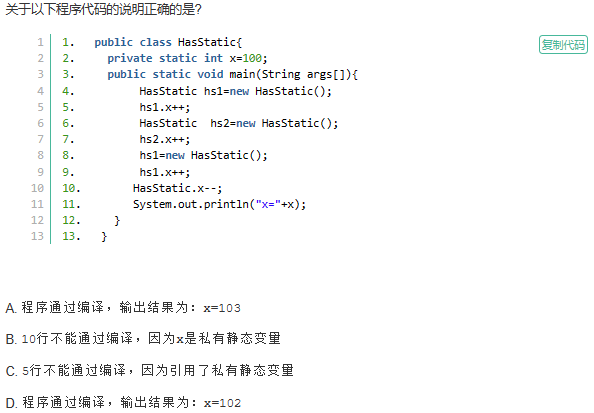 关于以下程序代码的说明正确的是?
复制代码
1 1. public class HasStatic{
2 2. private static int x=100;
3 3. public static void main(String args[]){
4 4. HasStatic hs1=new HasStatic();
5 5. hs1.x++;
6 6. HasStatic  hs2=new HasStatic();
7 7. hs2.x++;
8 8. hs1=new HasStatic();
9 9. hs1.x++;
10 10. HasStatic.x--;
11 11. System.out.println("x="+x);
12 12. }
13 13. }
A. 程序通过编译，输出结果为：x=103
B. 10行不能通过编译，因为x是私有静态变量
C. 5行不能通过编译，因为引用了私有静态变量
D. 程序通过编译，输出结果为：x=102